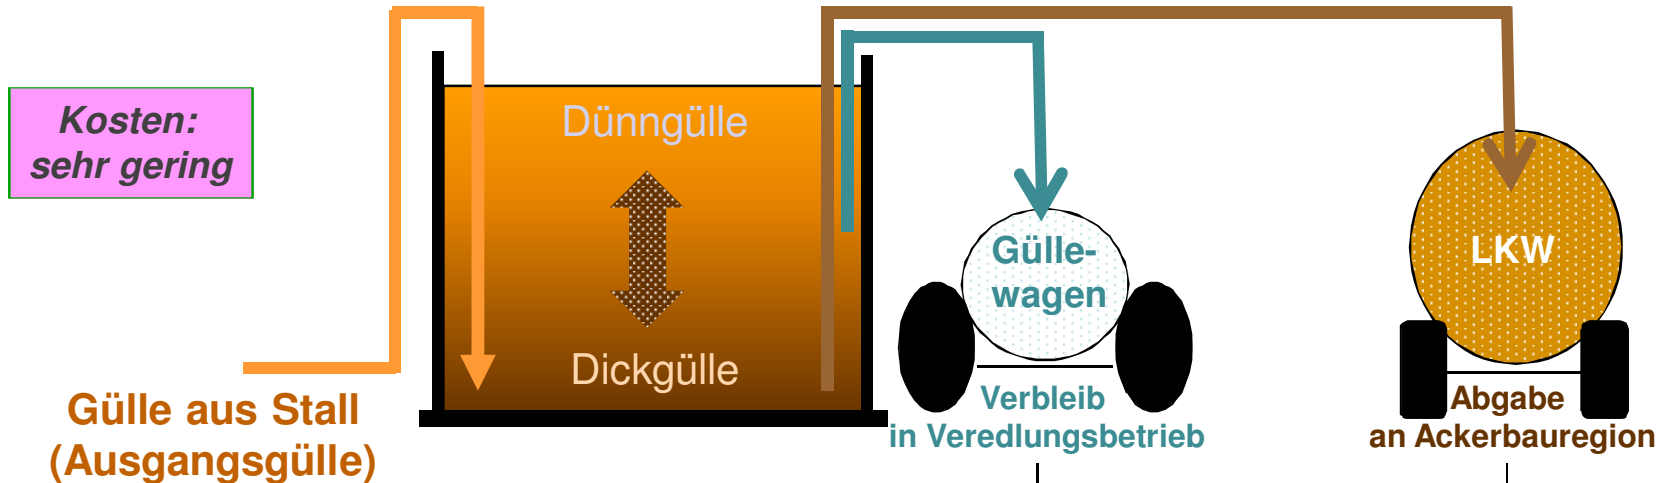 Kosten:
sehr gering
Dünngülle
Dickgülle
Gülle aus Stall
(Ausgangsgülle)
Gülle-
wagen
Verbleib
in Veredlungsbetrieb
LKW
Abgabe
an Ackerbauregion